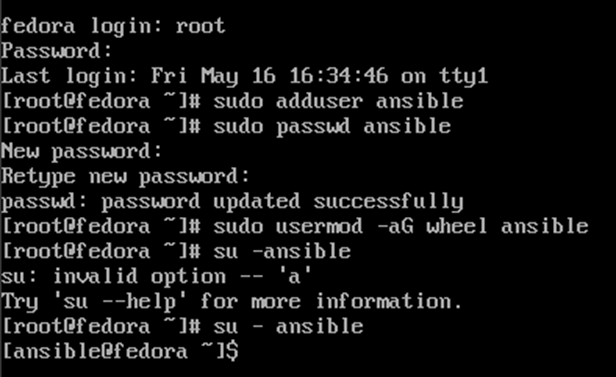 fedora login: root
Password:
Last login: Fri May 16 16:34:46 on tty1
[root@fedora ~]# sudo adduser ansible
[root@fedora ~]# sudo passwd ansible
New password:
Retype new password:
passwd: password updated successfully
[root@fedora ~]# sudo usermod -aG wheel ansible
[root@fedora ~]# su -ansible
su: invalid option -- 'a'
Try 'su --help' for more information.
[root@fedora ~]# su - ansible
[ansible@fedora ~]$